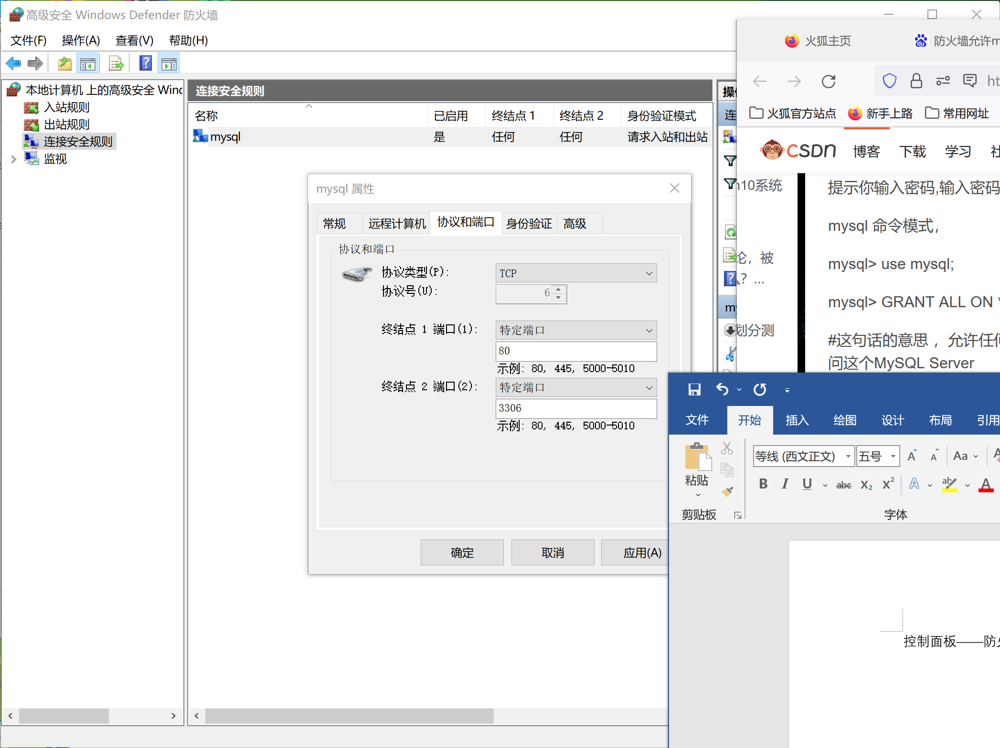 高级安全 Windows Defender 防火墙
文件(F) 操作(A) 查看(V) 帮助(H)
本地计算机 上的高级安全 Wind
入站规则
出站规则
连接安全规则
监视
连接安全规则
名称 已启用 终结点 1 终结点 2 身份验证模式
mysql 是 任何 任何 请求入站和出站
mysql 属性
常规 远程计算机 协议和端口 身份验证 高级
协议和端口
协议类型(P): TCP
协议号(U): 6
终结点 1 端口(1): 特定端口
80
示例: 80, 445, 5000-5010
终结点 2 端口(2): 特定端口
3306
示例: 80, 445, 5000-5010
确定 取消 应用(A)
操作
连
my
火狐主页 防火墙允许m
ht
火狐官方站点 新手上路 常用网址
CSDN 博客 下载 学习 社
n10系统
论，被
？...
划分测
提示你输入密码,输入密码
mysql 命令模式，
mysql> use mysql;
mysql> GRANT ALL ON *
#这句话的意思 ，允许任何
问这个MySQL Server
文件 开始 插入 绘图 设计 布局 引用
粘贴
剪贴板
等线 (西文正文) 五号 A A Aa
B I U abc X₂ X² A ab A
字体
控制面板——防火